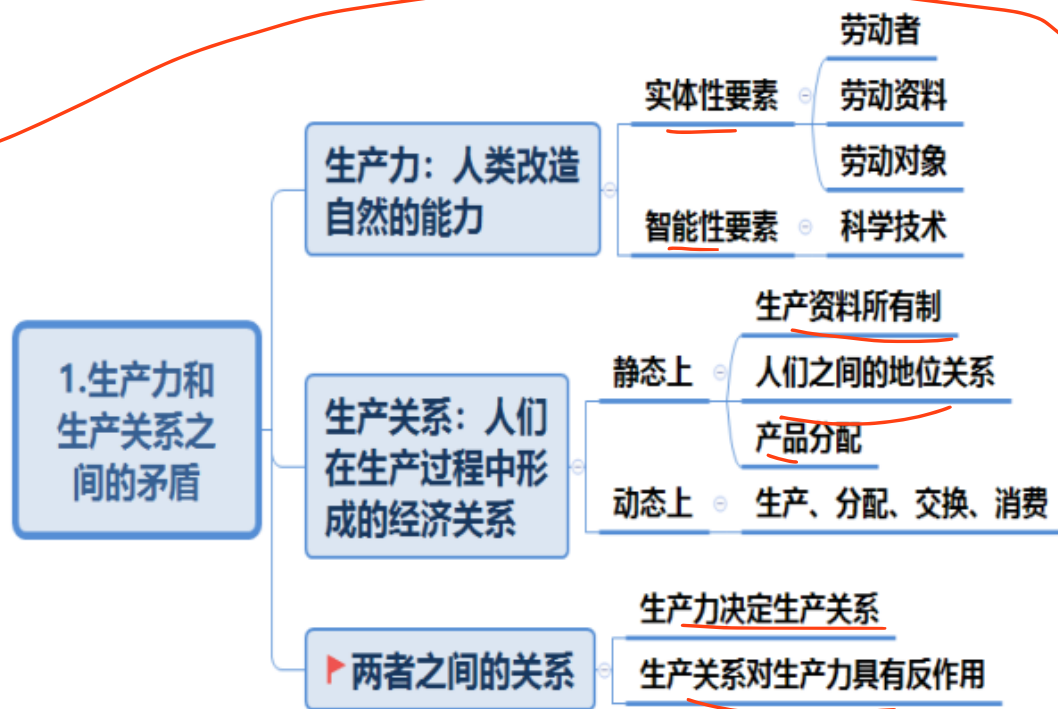 1.生产力和
生产关系之
间的矛盾
生产力：人类改造
自然的能力
实体性要素
劳动者
劳动资料
劳动对象
智能性要素
科学技术
生产关系：人们
在生产过程中形
成的经济关系
静态上
生产资料所有制
人们之间的地位关系
产品分配
动态上
生产、分配、交换、消费
两者之间的关系
生产力决定生产关系
生产关系对生产力具有反作用